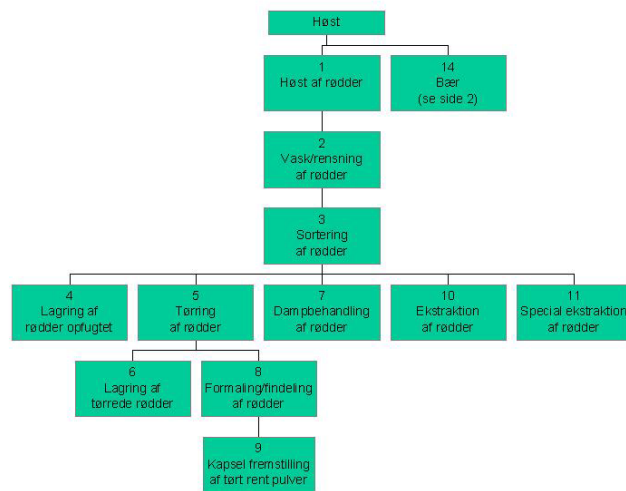 Høst
1
Høst af rødder
14
Bær
(se side 2)
2
Vask/rensning
af rødder
3
Sortering
af rødder
4
Lagring af
rødder opfugtet
5
Tørring
af rødder
7
Dampbehandling
af rødder
10
Ekstraktion
af rødder
11
Special ekstraktion
af rødder
6
Lagring af
tørrede rødder
8
Formaling/findeling
af rødder
9
Kapsel fremstilling
af tørt rent pulver